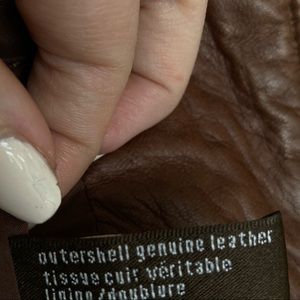 outershell genuine leather
tissue cuir véritable
lining/doublure